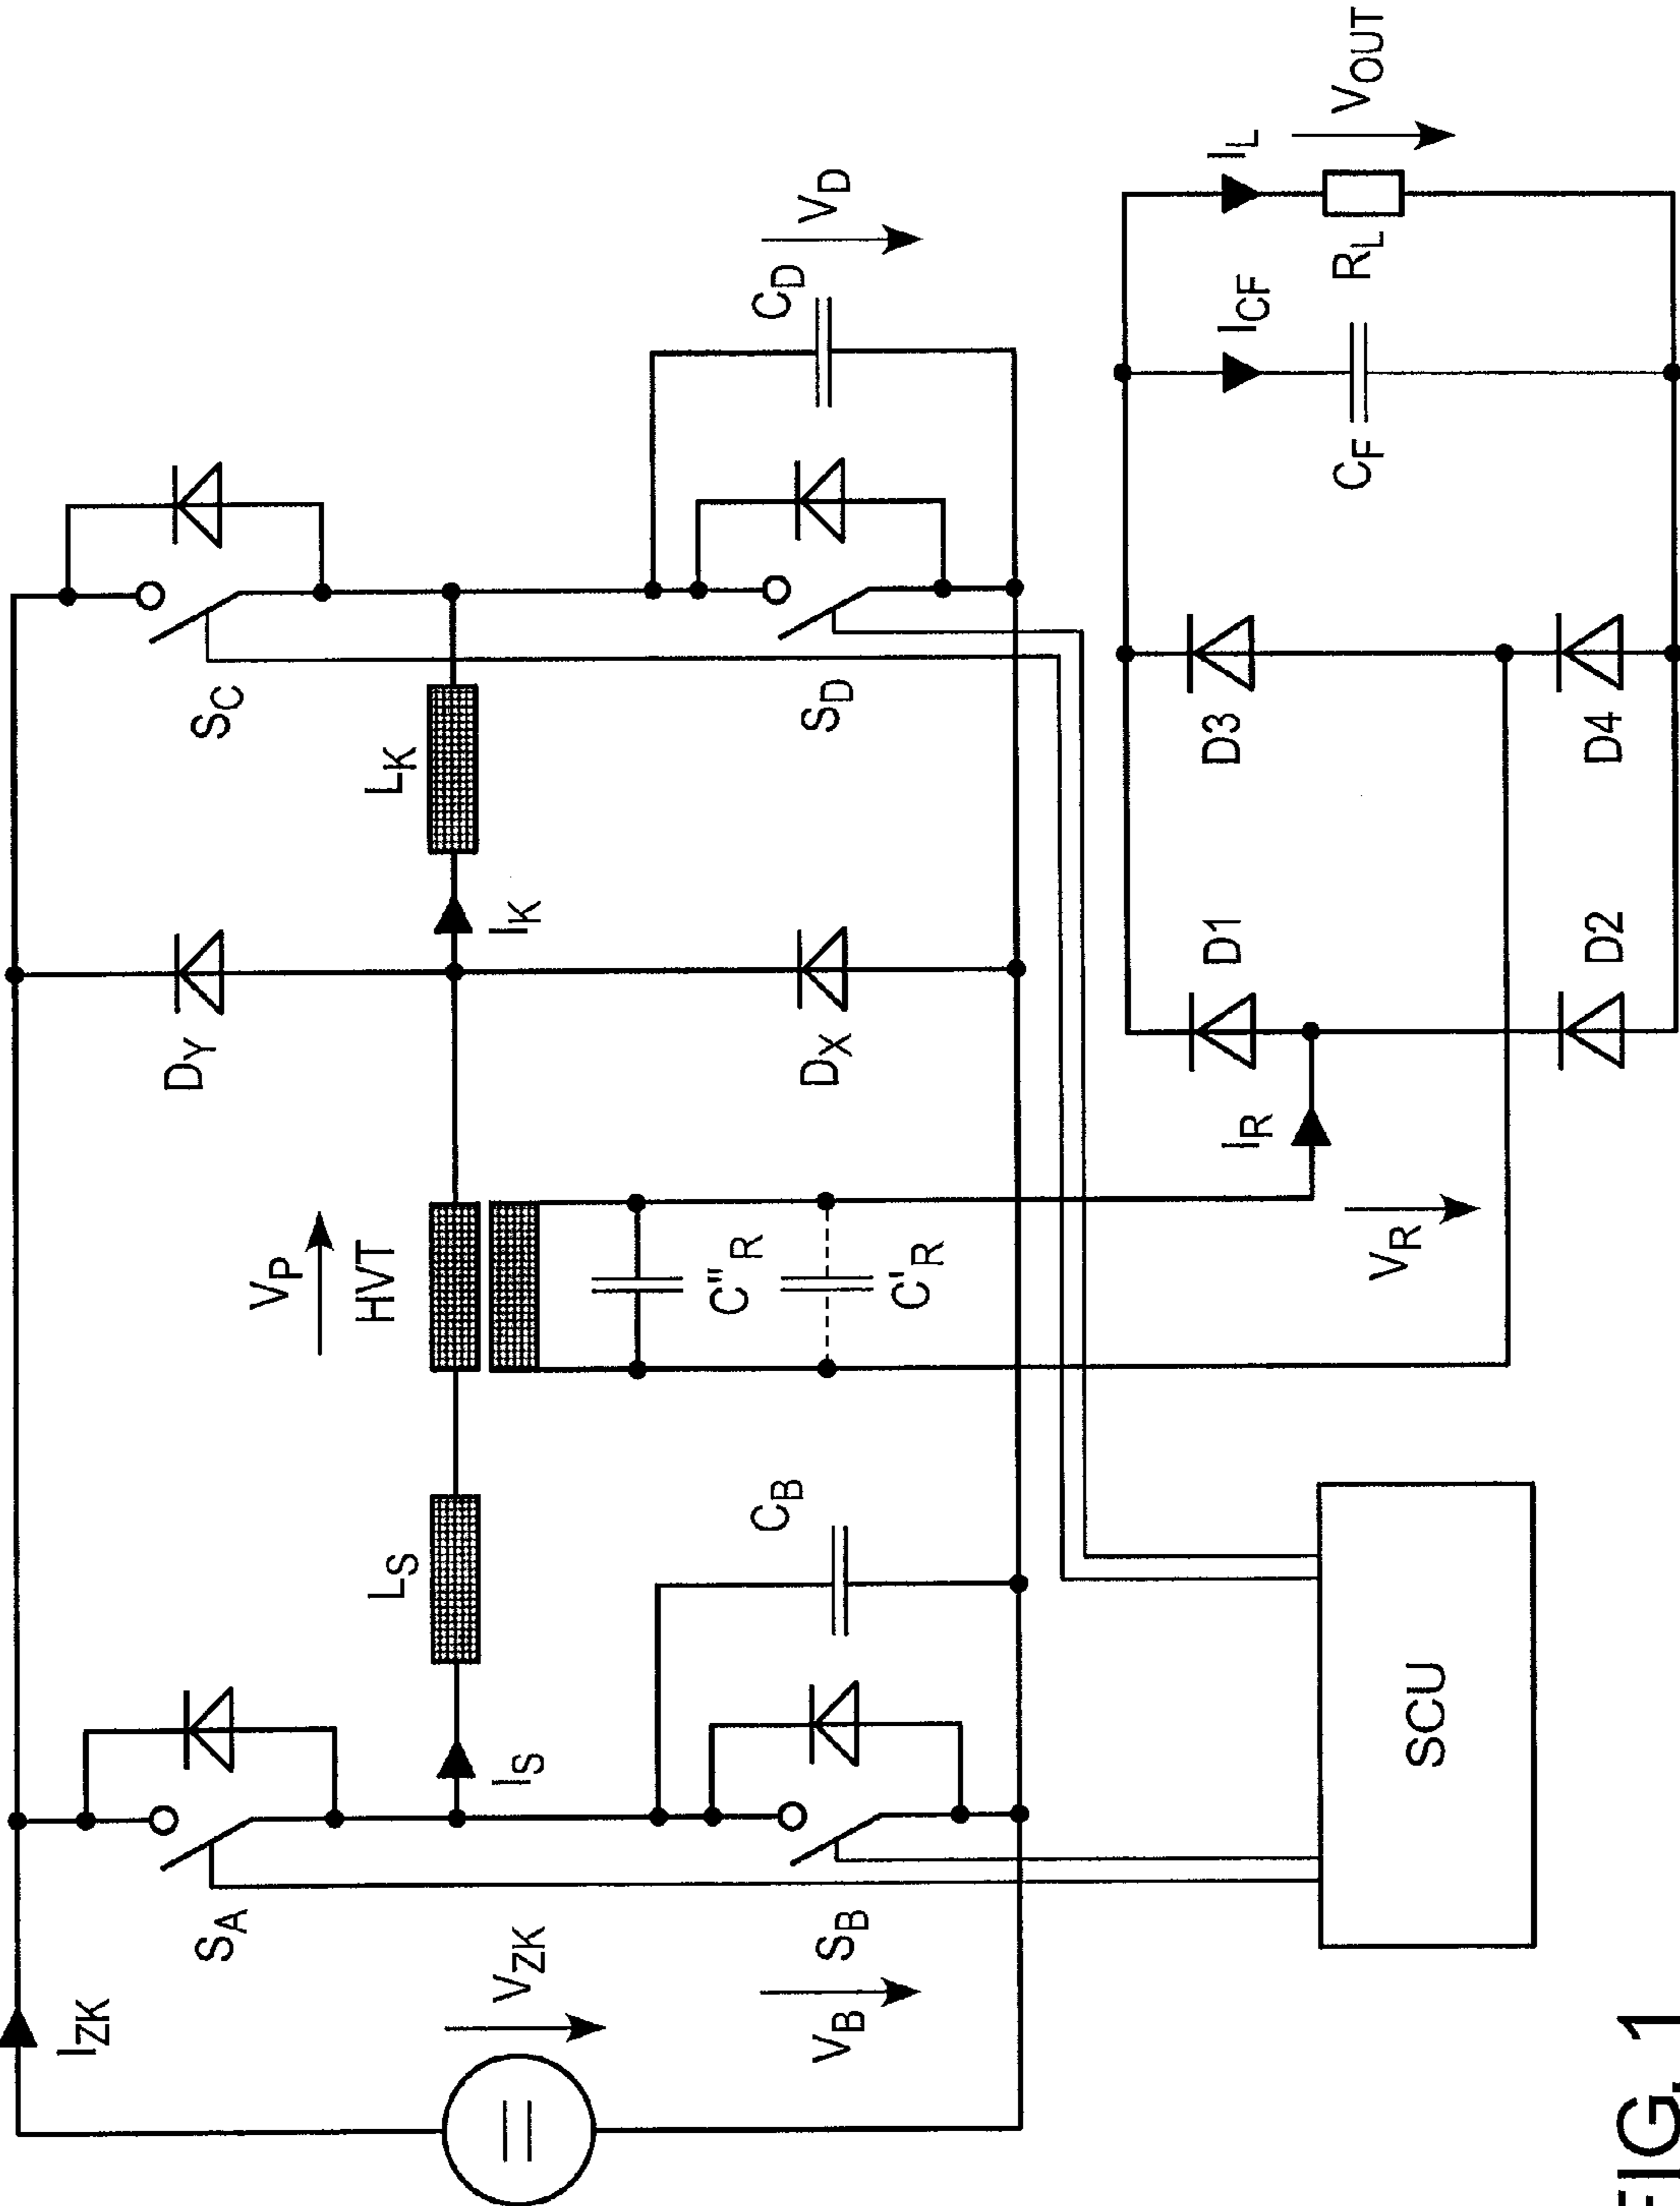 I_ZK
V_ZK
S_A
V_B
S_B
I_S
L_S
C_B
V_P
HVT
C"_R
C'_R
D_Y
D_X
I_K
L_K
S_C
S_D
C_D
V_D
SCU
V_R
I_R
D1
D2
D3
D4
C_F
I_CF
R_L
I_L
V_OUT
FIG. 1